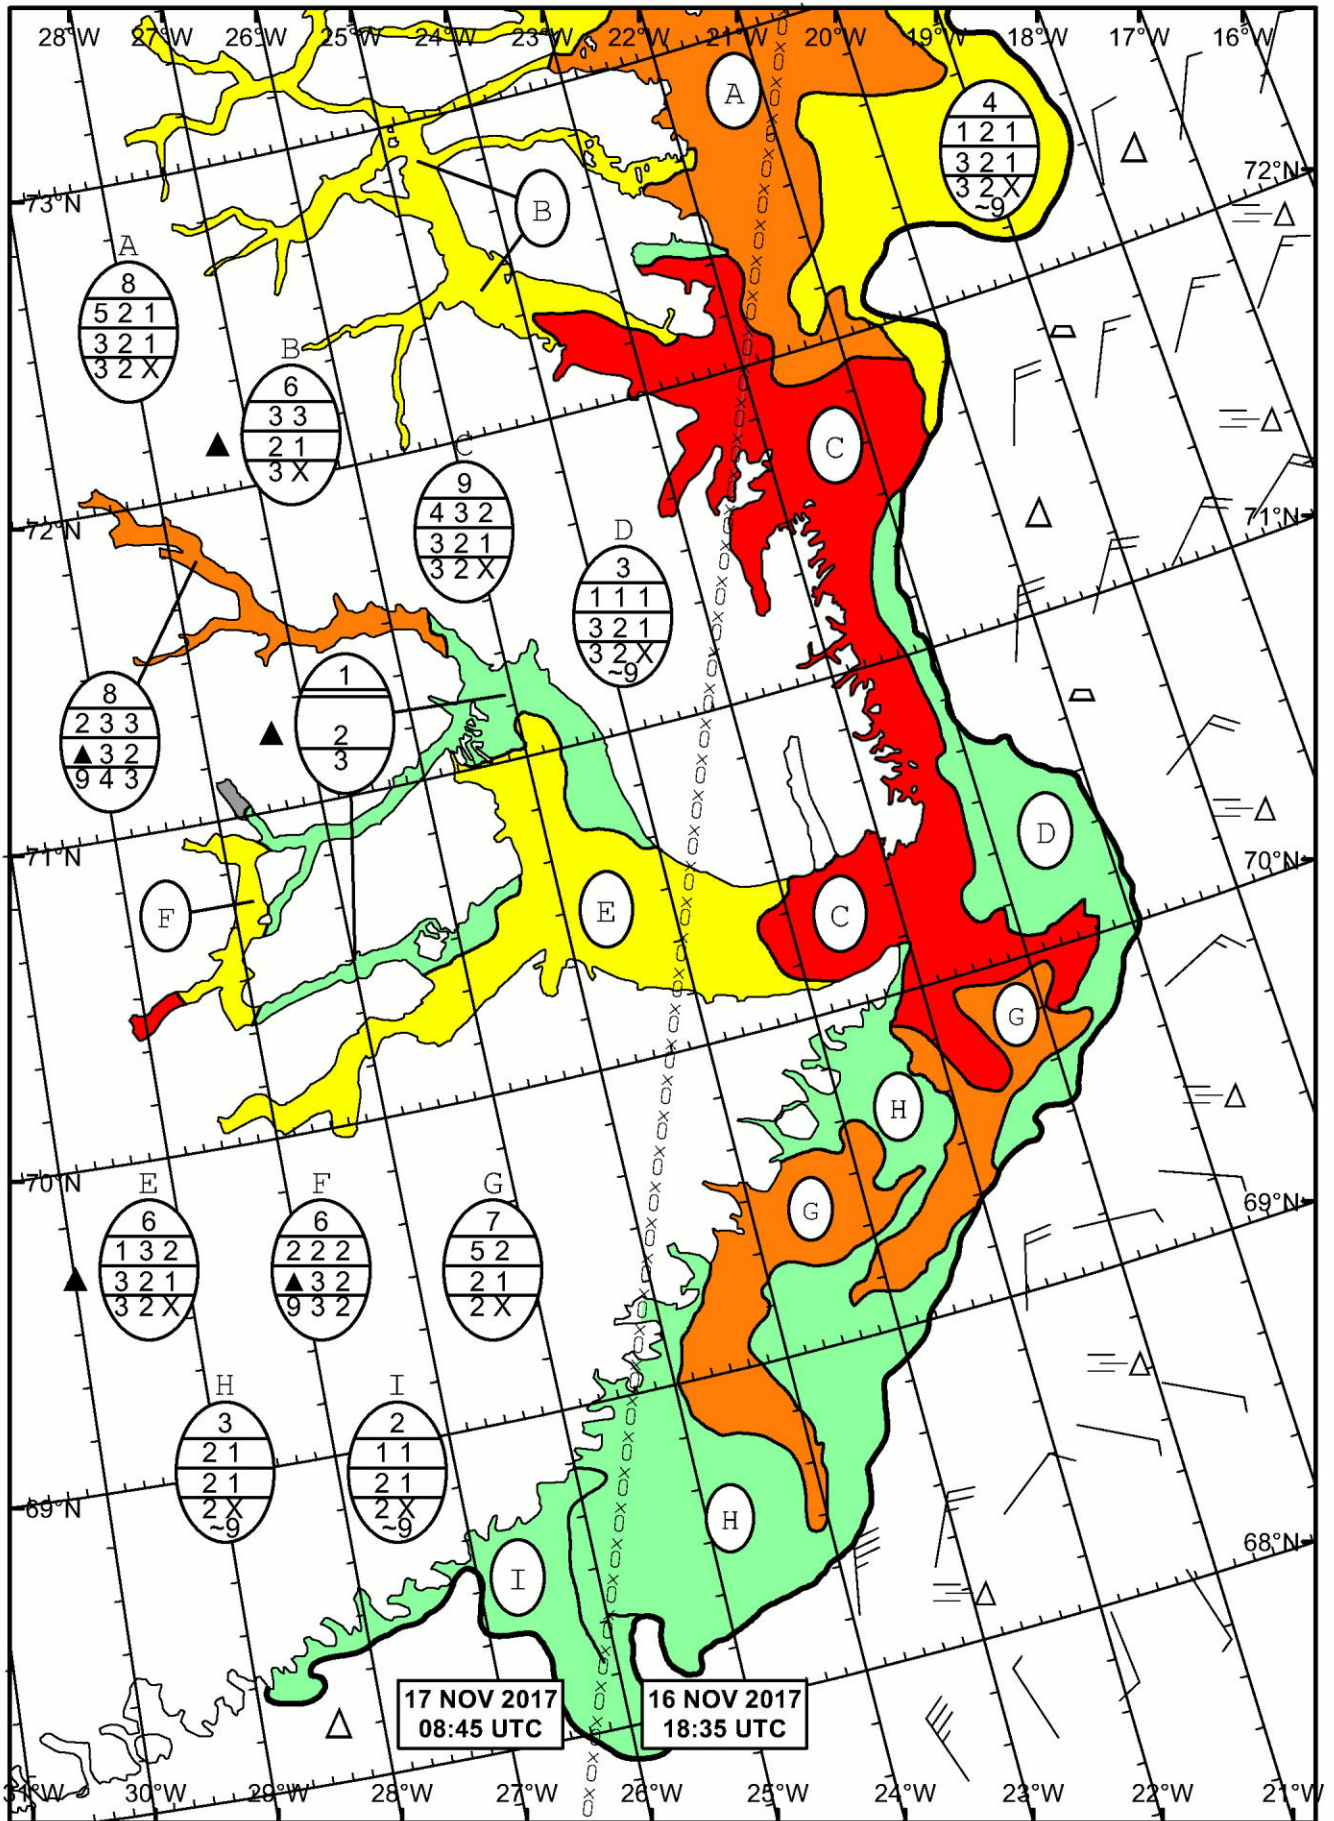 28°W 27°W 26°W 25°W 24°W 23°W 22°W 21°W 20°W 19°W 18°W 17°W 16°W
A
4
1 2 1
3 2 1
3 2 X
~9
72°N
73°N
B
A
8
5 2 1
3 2 1
3 2 X
B
6
3 3
2 1
3 X
C
C
9
4 3 2
3 2 1
3 2 X
71°N
72°N
D
3
1 1 1
3 2 1
3 2 X
~9
8
2 3 3
▲ 3 2
9 4 3
1
2
3
D
70°N
71°N
F
E
C
G
H
70°N
69°N
G
E
6
1 3 2
3 2 1
3 2 X
F
6
2 2 2
▲ 3 2
9 3 2
G
7
5 2
2 1
2 X
H
3
2 1
2 1
2 X
~9
I
2
1 1
2 1
2 X
~9
69°N
H
68°N
I
17 NOV 2017
08:45 UTC
16 NOV 2017
18:35 UTC
31°W 30°W 29°W 28°W 27°W 26°W 25°W 24°W 23°W 22°W 21°W